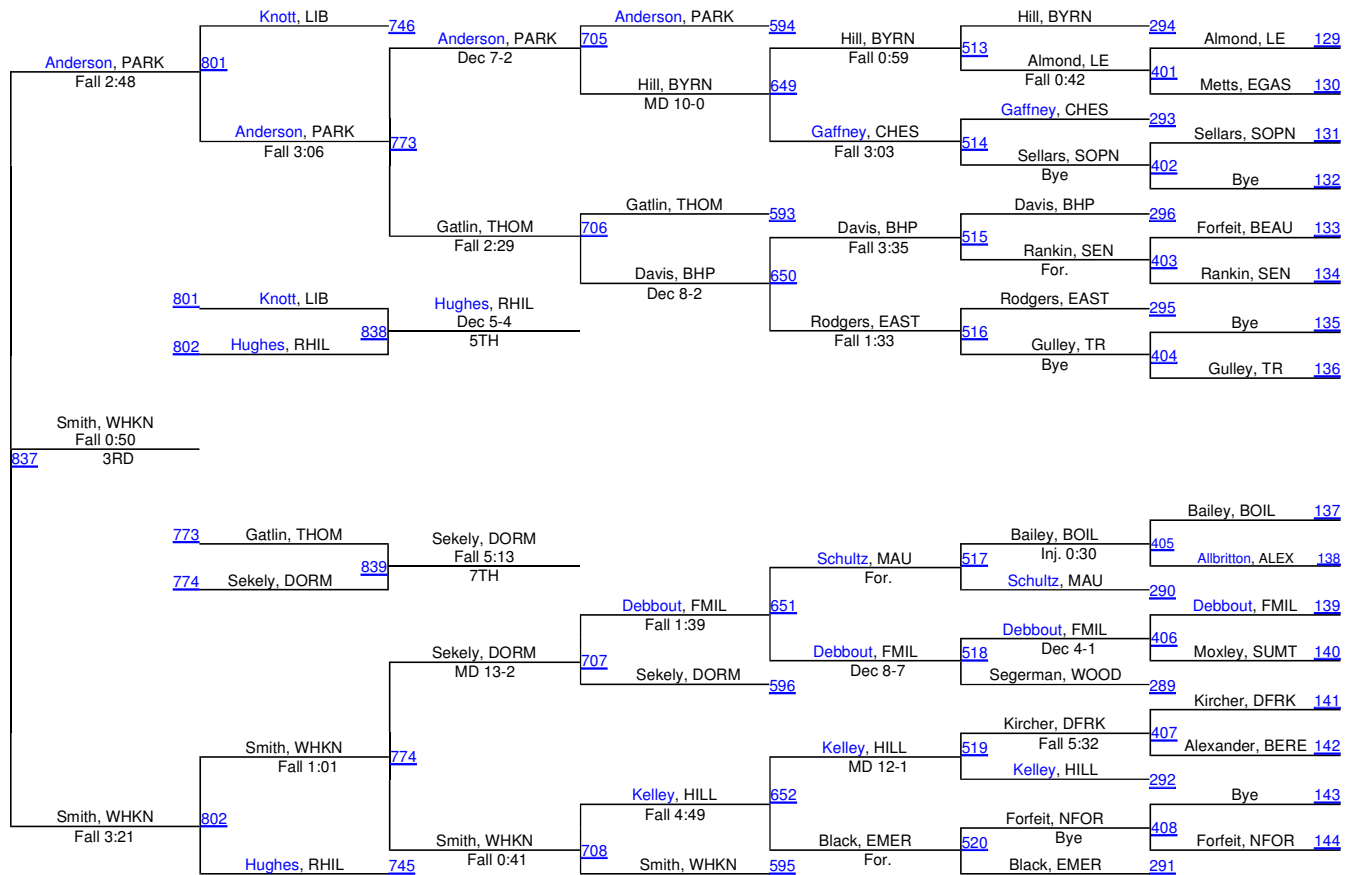 Knott, LIB
746
Anderson, PARK
Fall 2:48
801
Anderson, PARK
Fall 3:06
773
Anderson, PARK
Dec 7-2
705
Anderson, PARK
594
Hill, BYRN
MD 10-0
649
Hill, BYRN
Fall 0:59
513
Hill, BYRN
294
Almond, LE
Fall 0:42
401
Almond, LE 129
Metts, EGAS 130
Gaffney, CHES
Fall 3:03
514
Gaffney, CHES
293
Sellars, SOPN
Bye
402
Sellars, SOPN 131
Bye 132
Gatlin, THOM
Fall 2:29
706
Gatlin, THOM
593
Davis, BHP
Dec 8-2
650
Davis, BHP
Fall 3:35
515
Davis, BHP
296
Rankin, SEN
For.
403
Forfeit, BEAU 133
Rankin, SEN 134
Rodgers, EAST
Fall 1:33
516
Rodgers, EAST
295
Gulley, TR
Bye
404
Bye 135
Gulley, TR 136
801 Knott, LIB
802 Hughes, RHIL
838
Hughes, RHIL
Dec 5-4
5TH
Smith, WHKN
Fall 0:50
3RD
837
773 Gatlin, THOM
774 Sekely, DORM
839
Sekely, DORM
Fall 5:13
7TH
Smith, WHKN
Fall 3:21
802
Smith, WHKN
Fall 1:01
774
Hughes, RHIL
745
Sekely, DORM
MD 13-2
707
Debbout, FMIL
Fall 1:39
651
Sekely, DORM
596
Schultz, MAU
For.
517
Bailey, BOIL
Inj. 0:30
405
Bailey, BOIL 137
Allbritton, ALEX 138
Schultz, MAU
290
Debbout, FMIL
Dec 8-7
518
Debbout, FMIL
Dec 4-1
406
Debbout, FMIL 139
Moxley, SUMT 140
Segerman, WOOD
289
Smith, WHKN
Fall 0:41
708
Kelley, HILL
Fall 4:49
652
Smith, WHKN
595
Kelley, HILL
MD 12-1
519
Kircher, DFRK
Fall 5:32
407
Kircher, DFRK 141
Alexander, BERE 142
Kelley, HILL
292
Black, EMER
For.
520
Forfeit, NFOR
Bye
408
Bye 143
Forfeit, NFOR 144
Black, EMER
291